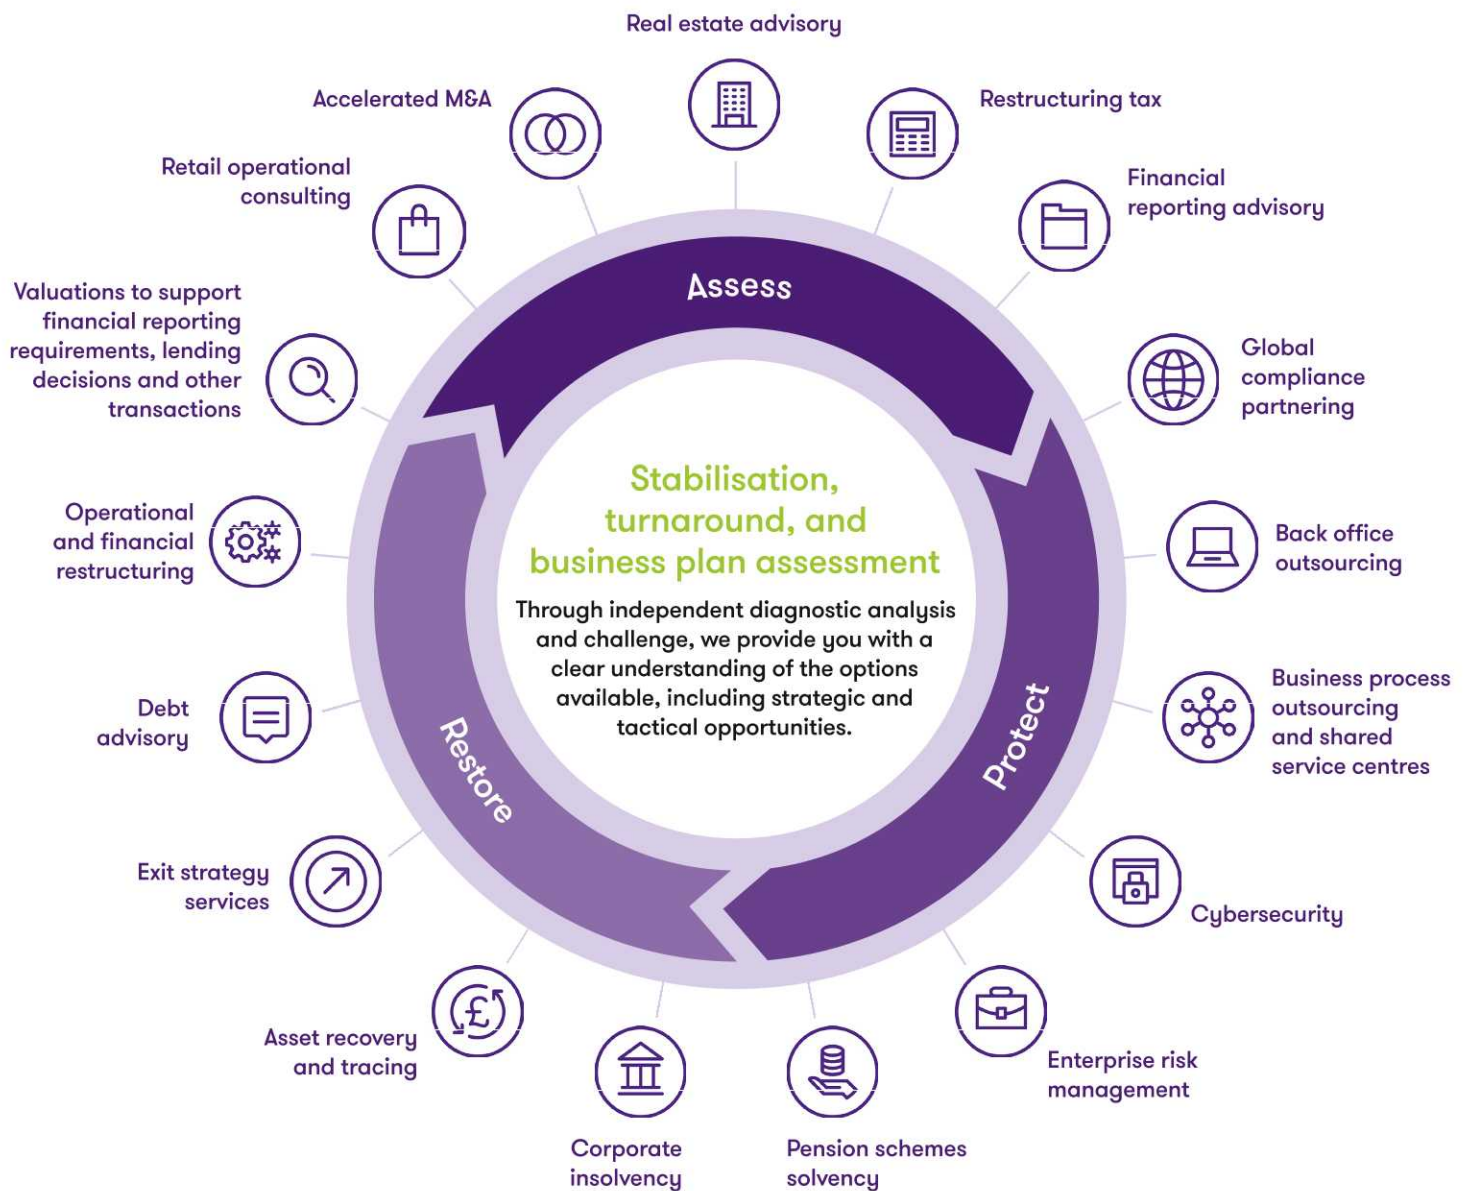 Real estate advisory
Restructuring tax
Financial
reporting advisory
Global
compliance
partnering
Back office
outsourcing
Business process
outsourcing
and shared
service centres
Cybersecurity
Enterprise risk
management
Pension schemes
solvency
Corporate
insolvency
Asset recovery
and tracing
Exit strategy
services
Debt
advisory
Operational
and financial
restructuring
Valuations to support
financial reporting
requirements, lending
decisions and other
transactions
Retail operational
consulting
Accelerated M&A
Assess
Protect
Restore
Stabilisation,
turnaround, and
business plan assessment
Through independent diagnostic analysis
and challenge, we provide you with a
clear understanding of the options
available, including strategic and
tactical opportunities.
£